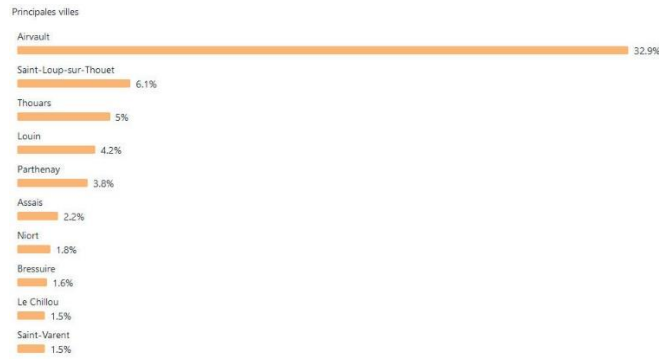 Principales villes
Airvault
32.9%
Saint-Loup-sur-Thouet
6.1%
Thouars
5%
Louin
4.2%
Parthenay
3.8%
Assais
2.2%
Niort
1.8%
Bressuire
1.6%
Le Chillou
1.5%
Saint-Varent
1.5%